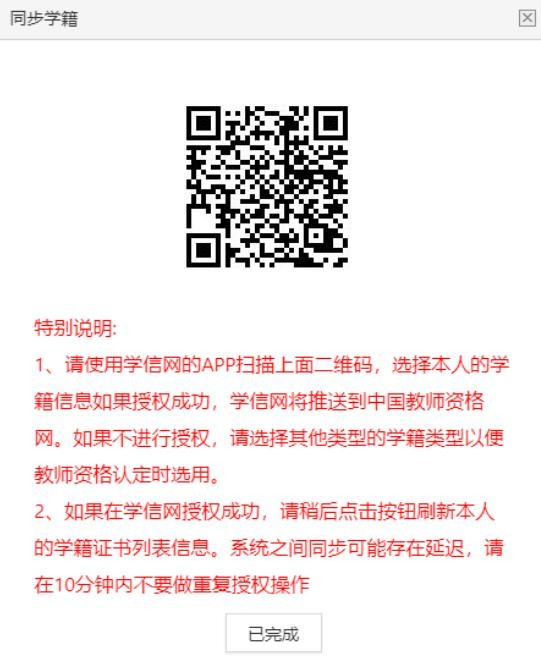 同步学籍
特别说明:
1、请使用学信网的APP扫描上面二维码，选择本人的学
籍信息如果授权成功，学信网将推送到中国教师资格
网。如果不进行授权，请选择其他类型的学籍类型以便
教师资格认定时选用。
2、如果在学信网授权成功，请稍后点击按钮刷新本人
的学籍证书列表信息。系统之间同步可能存在延迟，请
在10分钟内不要做重复授权操作
已完成